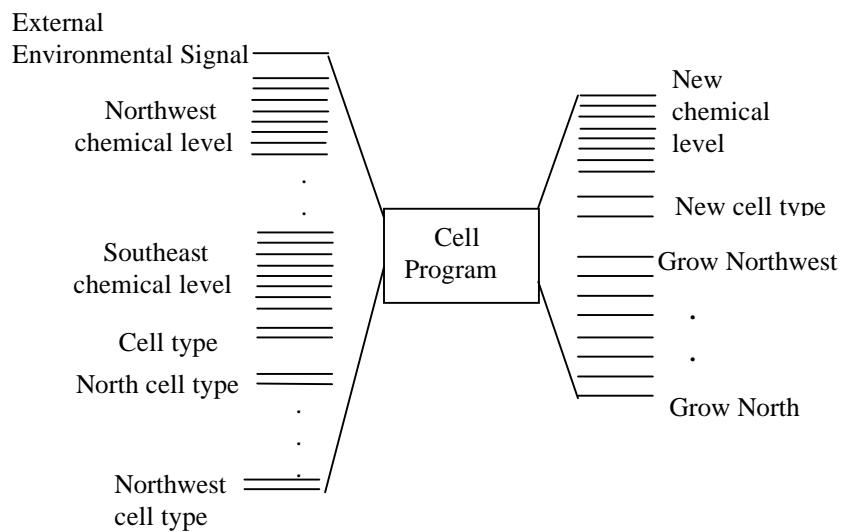 External
Environmental Signal
Northwest
chemical level
Southeast
chemical level
Cell type
North cell type
Northwest
cell type
Cell
Program
New
chemical
level
New cell type
Grow Northwest
Grow North